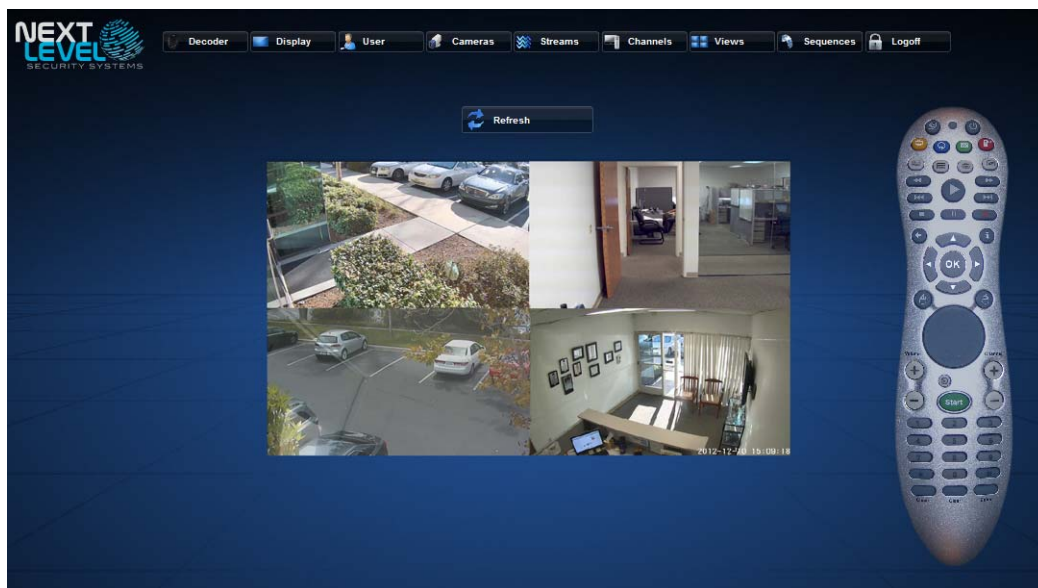 NEXT
LEVEL
SECURITY SYSTEMS
Decoder
Display
User
Cameras
Streams
Channels
Views
Sequences
Logoff
Refresh
OK
Start